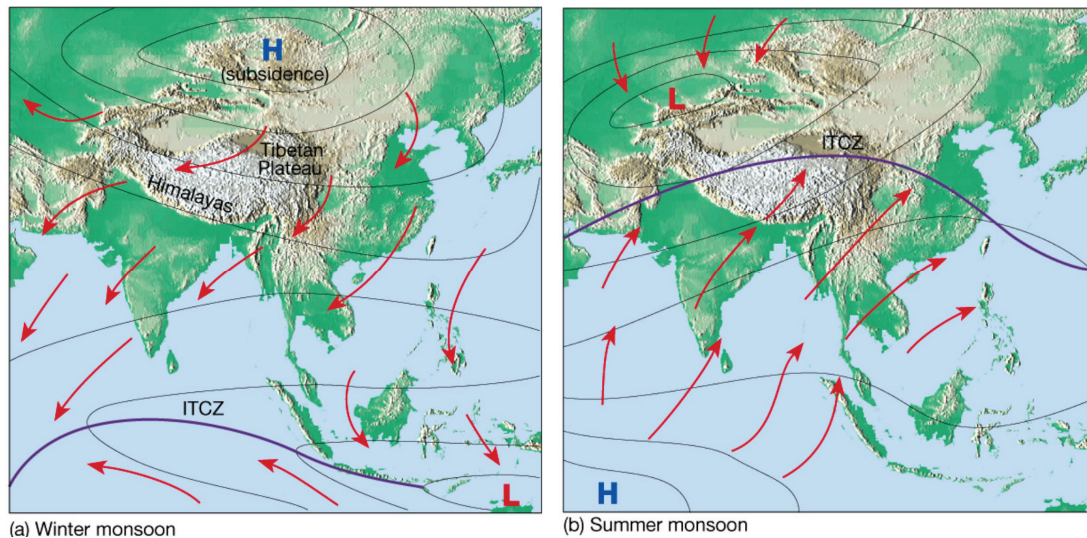 H
(subsidence)
Tibetan
Plateau
Himalayas
ITCZ
L
(a) Winter monsoon
L
ITCZ
H
(b) Summer monsoon